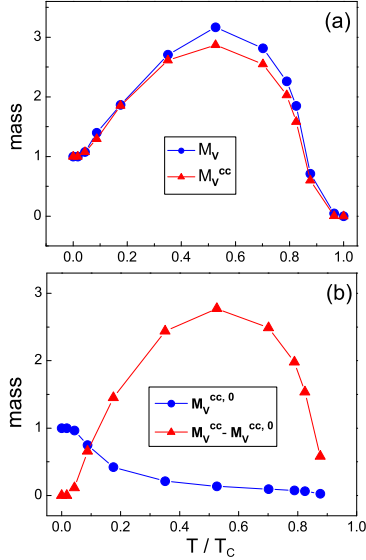 (a)
3
2
1
0
mass
M_V
M_V^cc
0.0 0.2 0.4 0.6 0.8 1.0
(b)
3
2
1
0
mass
M_V^cc, 0
M_V^cc - M_V^cc, 0
0.0 0.2 0.4 0.6 0.8 1.0
T / T_C